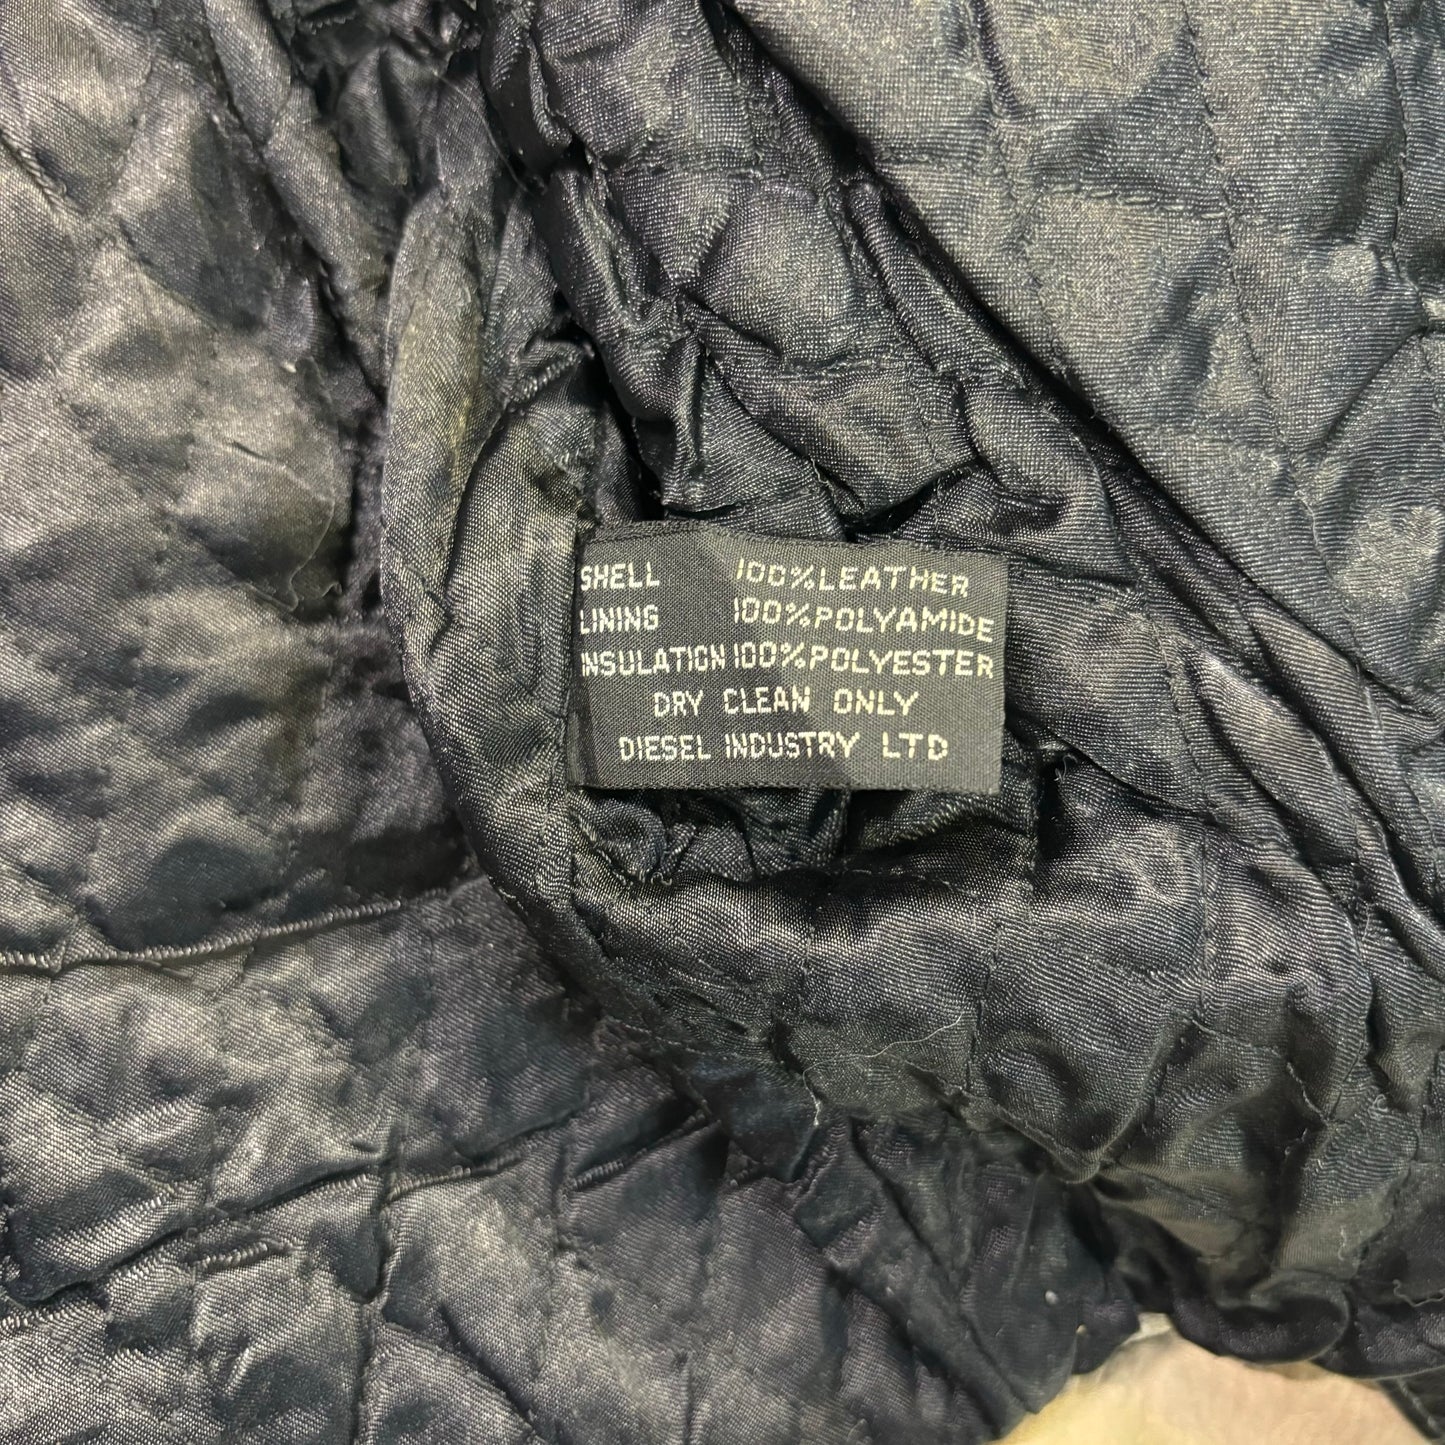 SHELL 100%LEATHER
LINING 100%POLYAMIDE
INSULATION 100%POLYESTER
DRY CLEAN ONLY
DIESEL INDUSTRY LTD